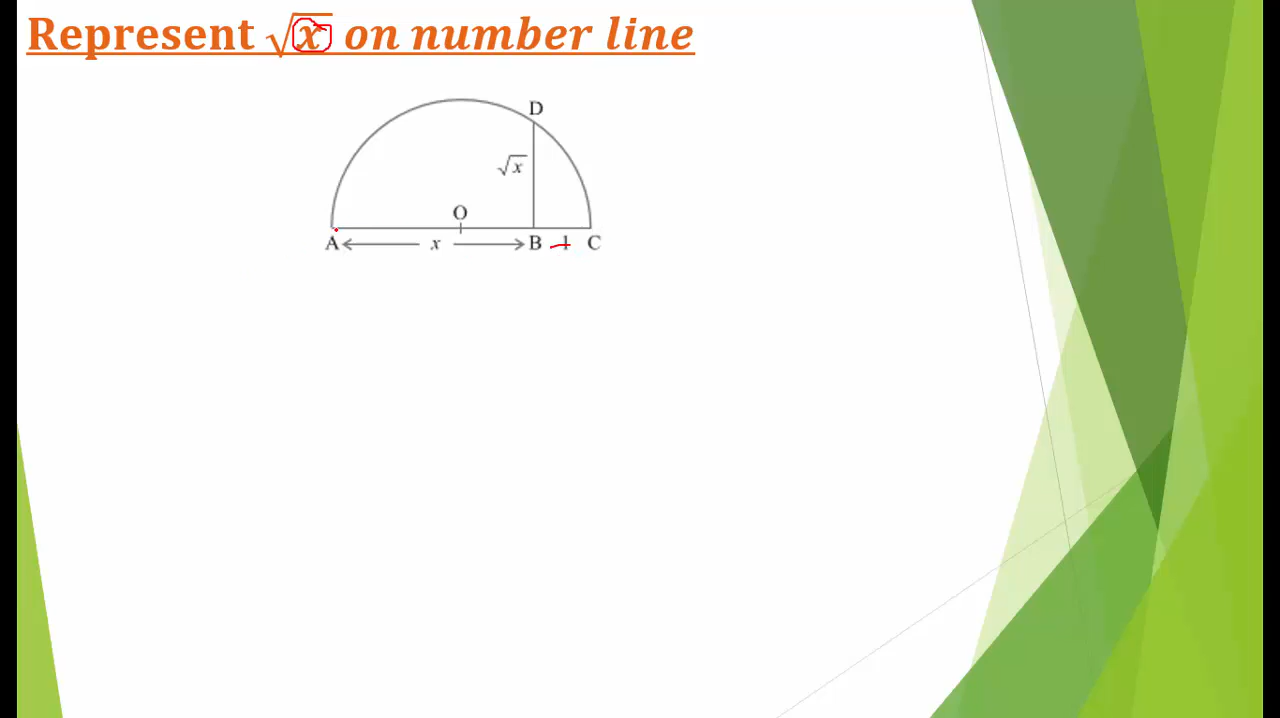 Represent √x on number line
D
√x
O
A x B 1 C